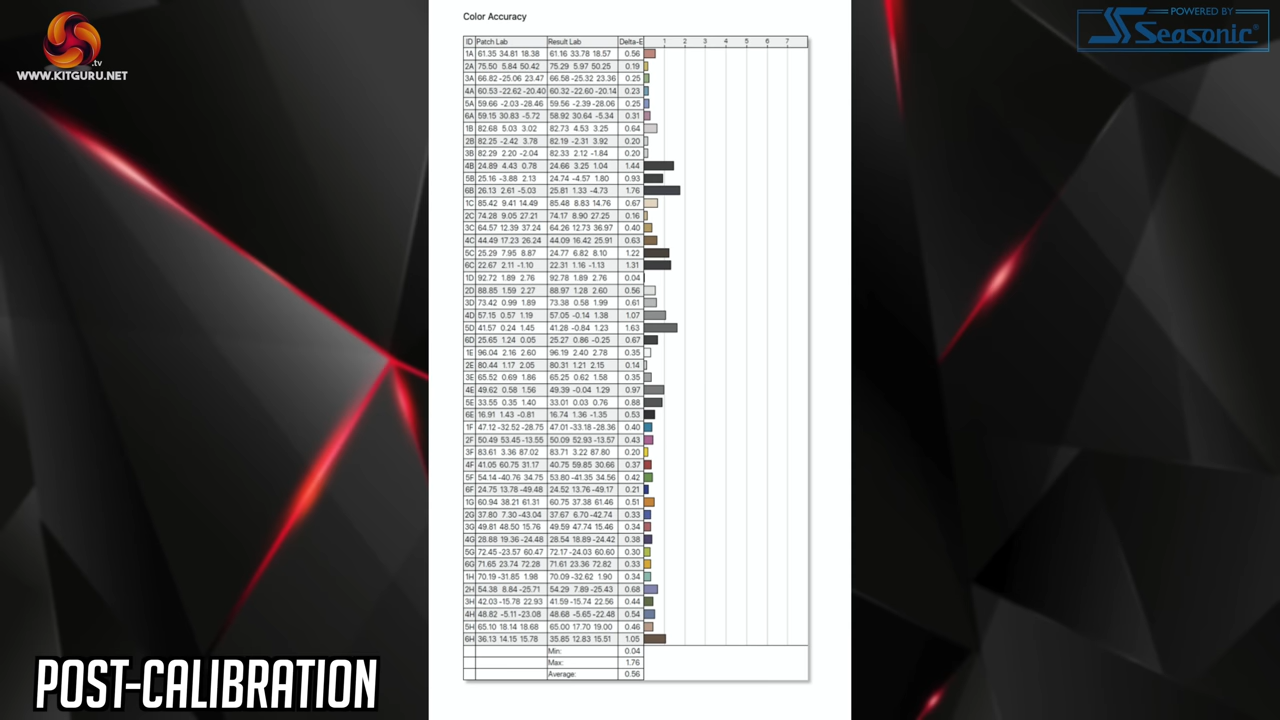 Color Accuracy
.tv
WWW.KITGURU.NET
POWERED BY
Seasonic
ID Patch Lab Result Lab Delta-E 1 2 3 4 5 6 7
1A 61.35 34.81 18.38 61.16 33.78 18.57 0.56
2A 75.50 5.84 50.42 75.29 5.97 50.25 0.19
3A 66.82 -25.06 23.47 66.58 -25.32 23.36 0.25
4A 60.53 -22.62 -20.40 60.32 -22.60 -20.14 0.23
5A 59.66 -2.03 -28.46 59.56 -2.39 -28.06 0.25
6A 59.15 30.83 -5.72 58.92 30.64 -5.34 0.31
1B 82.68 5.03 3.02 82.73 4.53 3.25 0.64
2B 82.25 -2.42 3.78 82.19 -2.31 3.92 0.20
3B 82.29 2.20 -2.04 82.33 2.12 -1.84 0.20
4B 24.89 4.43 0.78 24.66 3.25 1.04 1.44
5B 25.16 -3.88 2.13 24.74 -4.57 1.80 0.93
6B 26.13 2.61 -5.03 25.81 1.33 -4.73 1.76
1C 85.42 9.41 14.49 85.48 8.83 14.76 0.67
2C 74.28 9.05 27.21 74.17 8.90 27.25 0.16
3C 64.57 12.39 37.24 64.26 12.73 36.97 0.40
4C 44.49 17.23 26.24 44.09 16.42 25.91 0.63
5C 25.29 7.95 8.87 24.77 6.82 8.10 1.22
6C 22.67 2.11 -1.10 22.31 1.16 -1.13 1.31
1D 92.72 1.89 2.76 92.78 1.89 2.76 0.04
2D 88.85 1.59 2.27 88.97 1.28 2.60 0.56
3D 73.42 0.99 1.89 73.38 0.58 1.99 0.61
4D 57.15 0.57 1.19 57.05 -0.14 1.38 1.07
5D 41.57 0.24 1.45 41.28 -0.84 1.23 1.63
6D 25.65 1.24 0.05 25.27 0.86 -0.25 0.67
1E 96.04 2.16 2.60 96.19 2.40 2.78 0.35
2E 80.44 1.17 2.05 80.31 1.21 2.15 0.14
3E 65.52 0.69 1.86 65.25 0.62 1.58 0.35
4E 49.62 0.58 1.56 49.39 -0.04 1.29 0.97
5E 33.55 0.35 1.40 33.01 0.03 0.76 0.88
6E 16.91 1.43 -0.81 16.74 1.36 -1.35 0.53
1F 47.12 -32.52 -28.75 47.01 -33.18 -28.36 0.40
2F 50.49 53.45 -13.55 50.09 52.93 -13.57 0.43
3F 83.61 3.36 87.02 83.71 3.22 87.80 0.20
4F 41.05 60.75 31.17 40.75 59.85 30.66 0.37
5F 54.14 -40.76 34.75 53.80 -41.35 34.56 0.42
6F 24.75 13.78 -49.48 24.52 13.76 -49.17 0.21
1G 60.94 38.21 61.31 60.75 37.38 61.46 0.51
2G 37.80 7.30 -43.04 37.67 6.70 -42.74 0.33
3G 49.81 48.50 15.76 49.59 47.74 15.46 0.34
4G 28.88 19.36 -24.48 28.54 18.89 -24.42 0.38
5G 72.45 -23.57 60.47 72.17 -24.03 60.60 0.30
6G 71.65 23.74 72.28 71.61 23.36 72.82 0.33
1H 70.19 -31.85 1.98 70.09 -32.62 1.90 0.34
2H 54.38 8.84 -25.71 54.29 7.89 -25.43 0.68
3H 42.03 -15.78 22.93 41.59 -15.74 22.56 0.44
4H 48.82 -5.11 -23.08 48.68 -5.65 -22.48 0.54
5H 65.10 18.14 18.68 65.00 17.70 19.00 0.46
6H 36.13 14.15 15.78 35.85 12.83 15.51 1.05
Min: 0.04
Max: 1.76
Average: 0.56
POST-CALIBRATION